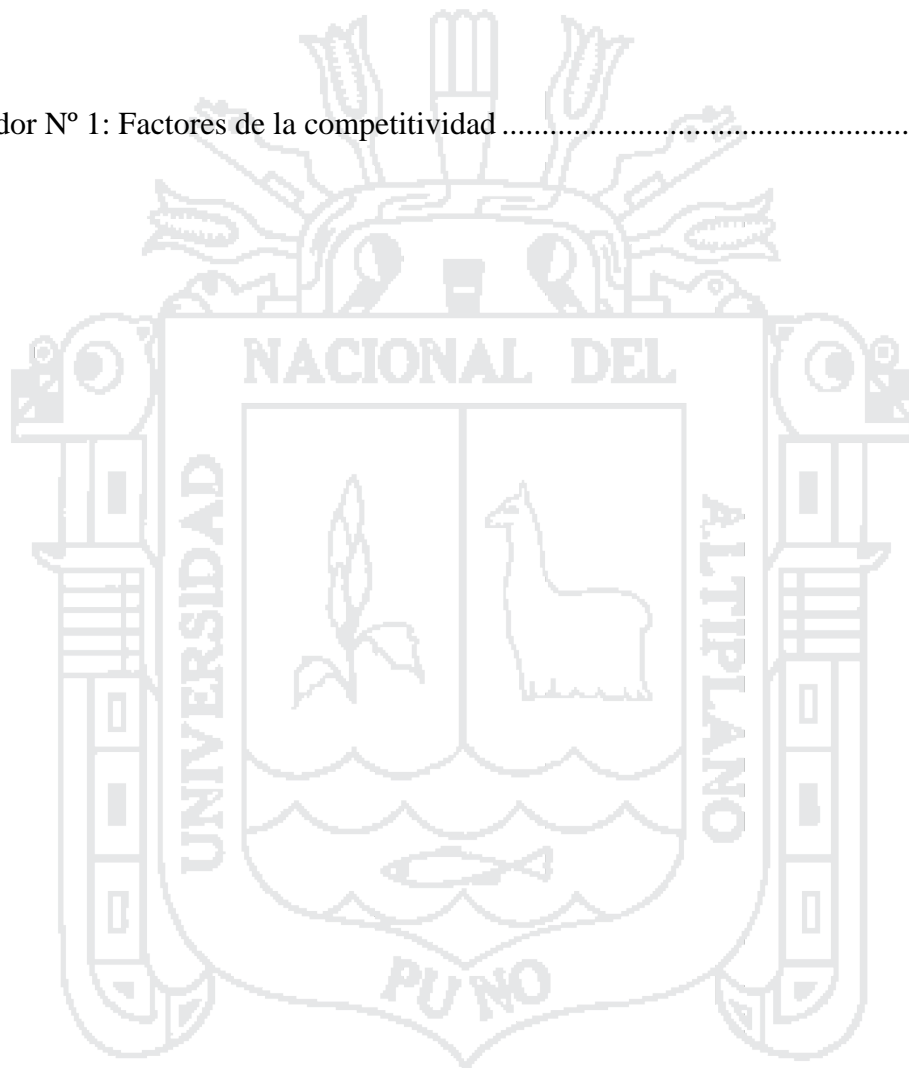 dor Nº 1: Factores de la competitividad ................................................
NACIONAL DEL
UNIVERSIDAD
ALTIPLANO
PUNO